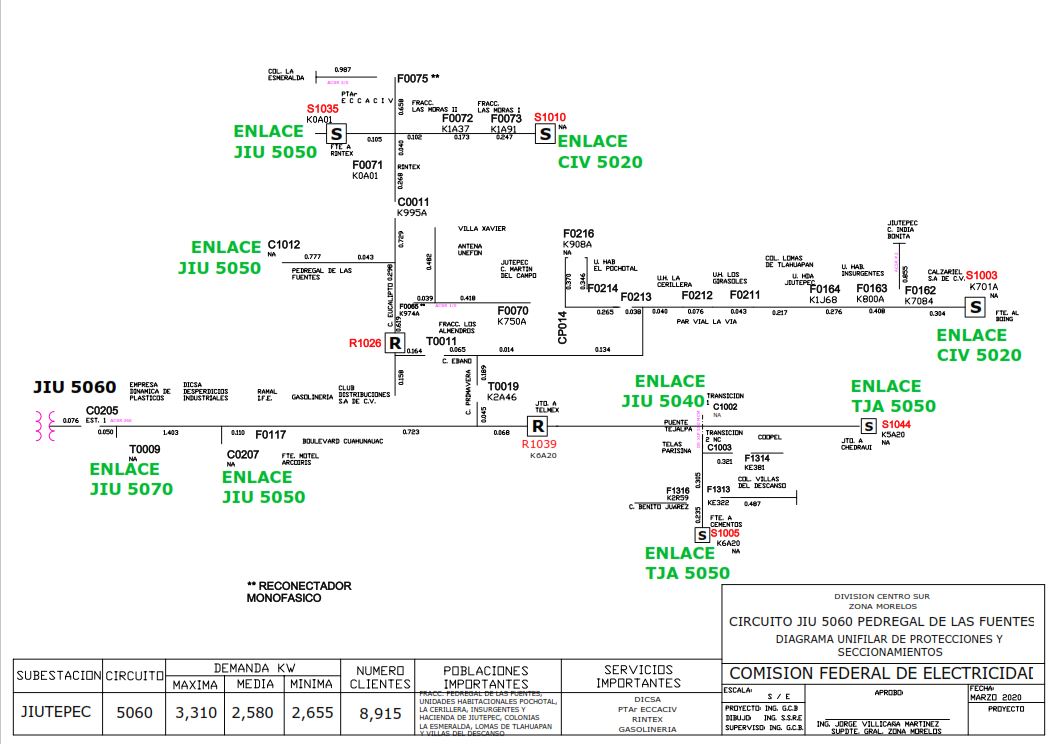 COL. LA
ESMERALDA
0.987
ACSR 1/0
F0075 **
PTAr
E C C A C I V
0.658
S1035
K0A01
S
FTE. A
RINTEX
ENLACE
JIU 5050
0.105
FRACC.
LAS MORAS II
FRACC.
LAS MORAS I
F0072
K1A37
F0073
K1A91
0.102
0.173
0.247
S1010
NA
S
ENLACE
CIV 5020
0.040
F0071
K0A01
RINTEX
0.268
C0011
K995A
0.729
ENLACE
JIU 5050
C1012
NA
0.777
0.043
PEDREGAL DE LAS
FUENTES
0.298
C. EUCALIPTO
VILLA XAVIER
ANTENA
UNEFON
0.482
JUTEPEC
C. MARTIN
DEL CAMPO
0.039
0.418
F0066 **
K974A
F0070
K750A
0.619
R1026
R
FRACC. LOS
ALMENDROS
T0011
0.164
0.065
0.014
0.134
C. EBANO
0.158
F0216
K908A
NA
0.370
0.346
U. HAB
EL POCHOTAL
F0214
CP014
0.265
0.038
F0213
U.H. LA
CERILLERA
F0212
U.H. LOS
GIRASOLES
F0211
0.040
0.076
0.043
PAR VIAL LA VIA
COL. LOMAS
DE TLAHUAPAN
U. HDA
JIUTEPEC
F0164
K1J68
0.217
0.276
U. HAB.
INSURGENTES
F0163
K800A
0.408
JIUTEPEC
C. INDIA
BONITA
0.855
F0162
K7084
0.304
CALZARIEL
S.A DE C.V.
S1003
K701A
NA
S
FTE. AL
BOING
ENLACE
CIV 5020
JIU 5060
0.076
C0205
EST. 1
0.050
EMPRESA
DINAMICA DE
PLASTICOS
DICSA
DESPERDICIOS
INDUSTRIALES
RAMAL
I.F.E.
GASOLINERIA
CLUB
DISTRIBUCIONES
S.A DE C.V.
1.403
T0009
NA
ENLACE
JIU 5070
0.110
F0117
C0207
NA
FTE. MOTEL
ARCOIRIS
ENLACE
JIU 5050
BOULEVARD CUAHUNAUAC
0.723
0.189
C. PRIMAVERA
0.045
T0019
K2A46
0.068
JTO. A
TELMEX
R
R1039
K6A20
ENLACE
JIU 5040
TRANSICION
1
C1002
NA
PUENTE
TEJALPA
TRANSICION
2 NC
C1003
TELAS
PARISINA
COOPEL
0.321
F1314
KE381
0.305
COL. VILLAS
DEL DESCANSO
F1316
K2R59
C. BENITO JUAREZ
F1313
KE322
0.487
0.235
FTE. A
CEMENTOS
S
S1005
K6A20
NA
ENLACE
TJA 5050
ENLACE
TJA 5050
S
S1044
K5A20
NA
JTO. A
CHEDRAUI
** RECONECTADOR
MONOFASICO
DIVISION CENTRO SUR
ZONA MORELOS
CIRCUITO JIU 5060 PEDREGAL DE LAS FUENTES
DIAGRAMA UNIFILAR DE PROTECCIONES Y
SECCIONAMIENTOS
COMISION FEDERAL DE ELECTRICIDAD
ESCALA:
S / E
PROYECTO: ING. G.C.B
DIBUJO: ING. S.S.R.E
SUPERVISO: ING. G.C.B.
APROBO:
ING. JORGE VILLICAÑA MARTINEZ
SUPDTE. GRAL. ZONA MORELOS
FECHA:
MARZO 2020
PROYECTO
SUBESTACION
CIRCUITO
DEMANDA KW
MAXIMA
MEDIA
MINIMA
NUMERO
CLIENTES
POBLACIONES
IMPORTANTES
SERVICIOS
IMPORTANTES
JIUTEPEC
5060
3,310
2,580
2,655
8,915
FRACC. PEDREGAL DE LAS FUENTES,
UNIDADES HABITACIONALES POCHOTAL,
LA CERILLERA, INSURGENTES Y
HACIENDA DE JIUTEPEC, COLONIAS
LA ESMERALDA, LOMAS DE TLAHUAPAN
Y VILLAS DEL DESCANSO
DICSA
PTAr ECCACIV
RINTEX
GASOLINERIA